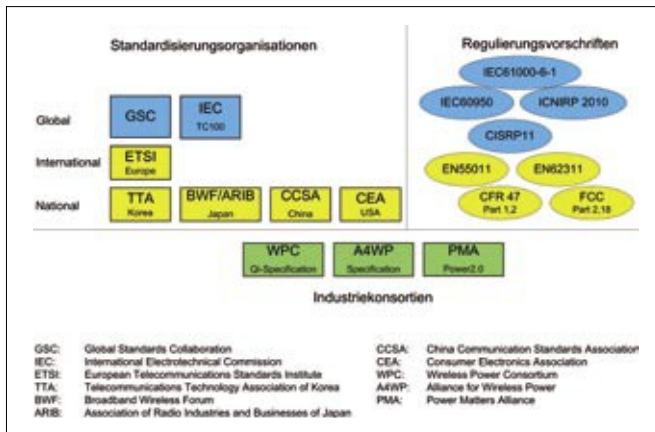 Standardisierungsorganisationen
Regulierungsvorschriften
Global
GSC
IEC
TC100
International
ETSI
Europe
National
TTA
Korea
BWF/ARIB
Japan
CCSA
China
CEA
USA
IEC61000-6-1
IEC60950
ICNIRP 2010
CISRP11
EN55011
EN62311
CFR 47
Part 1,2
FCC
Part 2,18
WPC
Qi-Specification
A4WP
Specification
PMA
Power2.0
Industriekonsortien
GSC: Global Standards Collaboration
IEC: International Electrotechnical Commission
ETSI: European Telecommunications Standards Institute
TTA: Telecommunications Technology Association of Korea
BWF: Broadband Wireless Forum
ARIB: Association of Radio Industries and Businesses of Japan
CCSA: China Communication Standards Association
CEA: Consumer Electronics Association
WPC: Wireless Power Consortium
A4WP: Alliance for Wireless Power
PMA: Power Matters Alliance